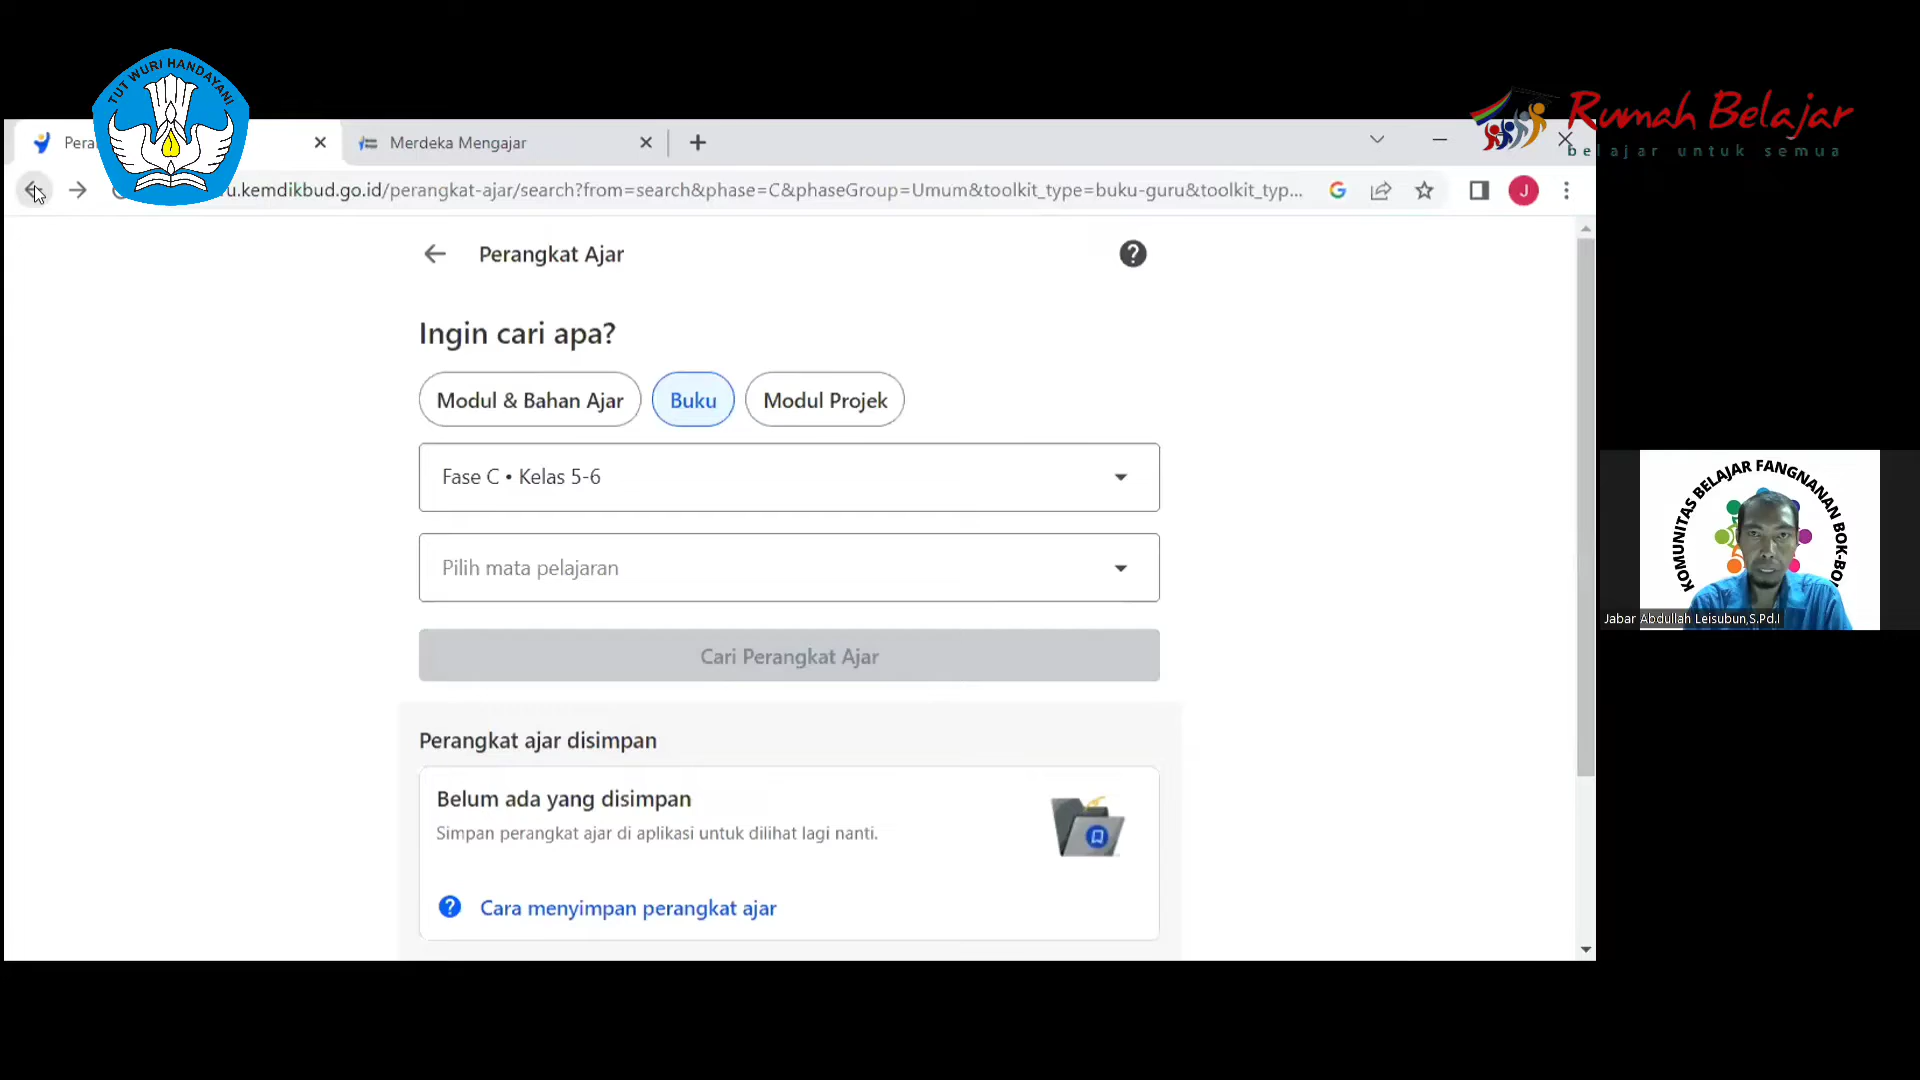 TUT WURI HANDAYANI
Rumah Belajar
belajar untuk semua
Pera
Merdeka Mengajar
u.kemdikbud.go.id/perangkat-ajar/search?from=search&phase=C&phaseGroup=Umum&toolkit_type=buku-guru&toolkit_typ...
J
Perangkat Ajar
Ingin cari apa?
Modul & Bahan Ajar
Buku
Modul Projek
Fase C • Kelas 5-6
Pilih mata pelajaran
Cari Perangkat Ajar
Perangkat ajar disimpan
Belum ada yang disimpan
Simpan perangkat ajar di aplikasi untuk dilihat lagi nanti.
Cara menyimpan perangkat ajar
KOMUNITAS BELAJAR FANGNANAN BOK-BO
Jabar Abdullah Leisubun,S.Pd.I